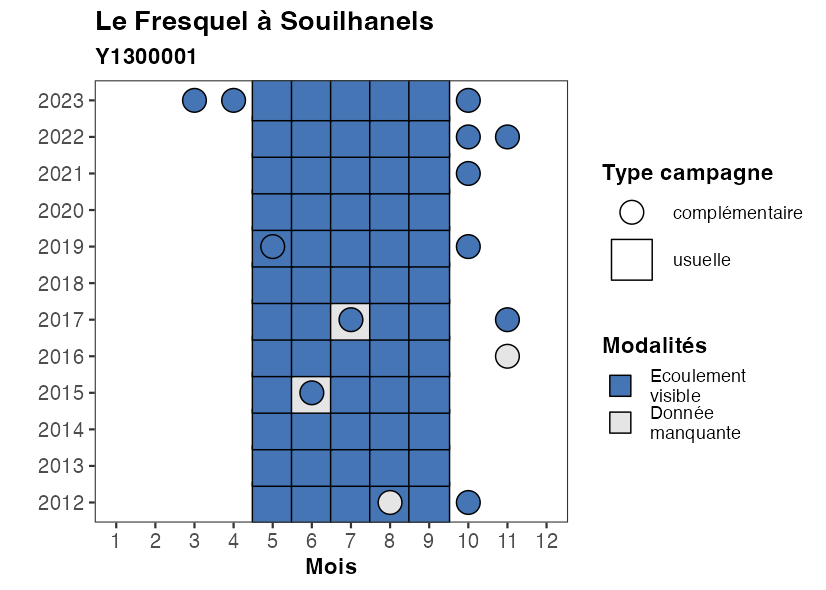 Le Fresquel à Souilhanels
Y1300001
2023
2022
2021
2020
2019
2018
2017
2016
2015
2014
2013
2012
1 2 3 4 5 6 7 8 9 10 11 12
Mois
Type campagne
complémentaire
usuelle
Modalités
Ecoulement
visible
Donnée
manquante